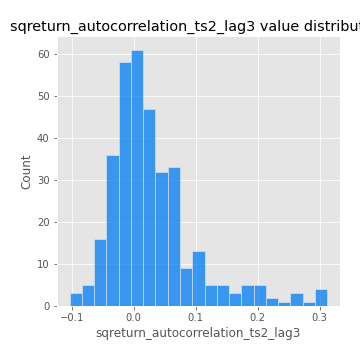 sqreturn_autocorrelation_ts2_lag3 value distribut
60
50
40
30
20
10
0
Count
−0.1 0.0 0.1 0.2 0.3
sqreturn_autocorrelation_ts2_lag3